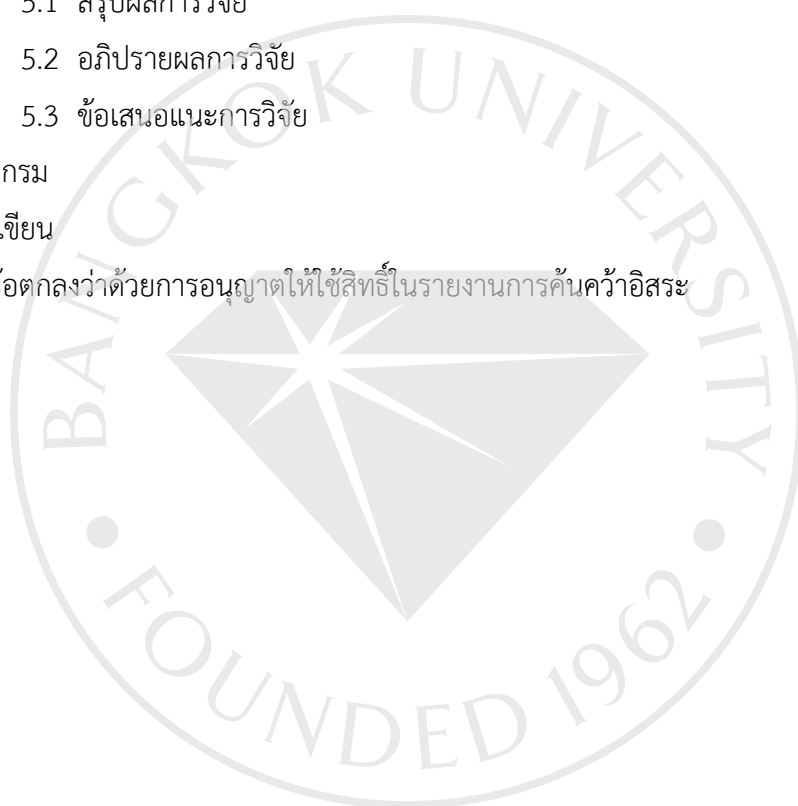 5.1 สรุปผลการวิจัย
5.2 อภิปรายผลการวิจัย
5.3 ข้อเสนอแนะการวิจัย
กรม
เขียน
อตกลงว่าด้วยการอนุญาตให้ใช้สิทธิ์ในรายงานการค้นคว้าอิสระ
BANGKOK UNIVERSITY
• FOUNDED 1962 •